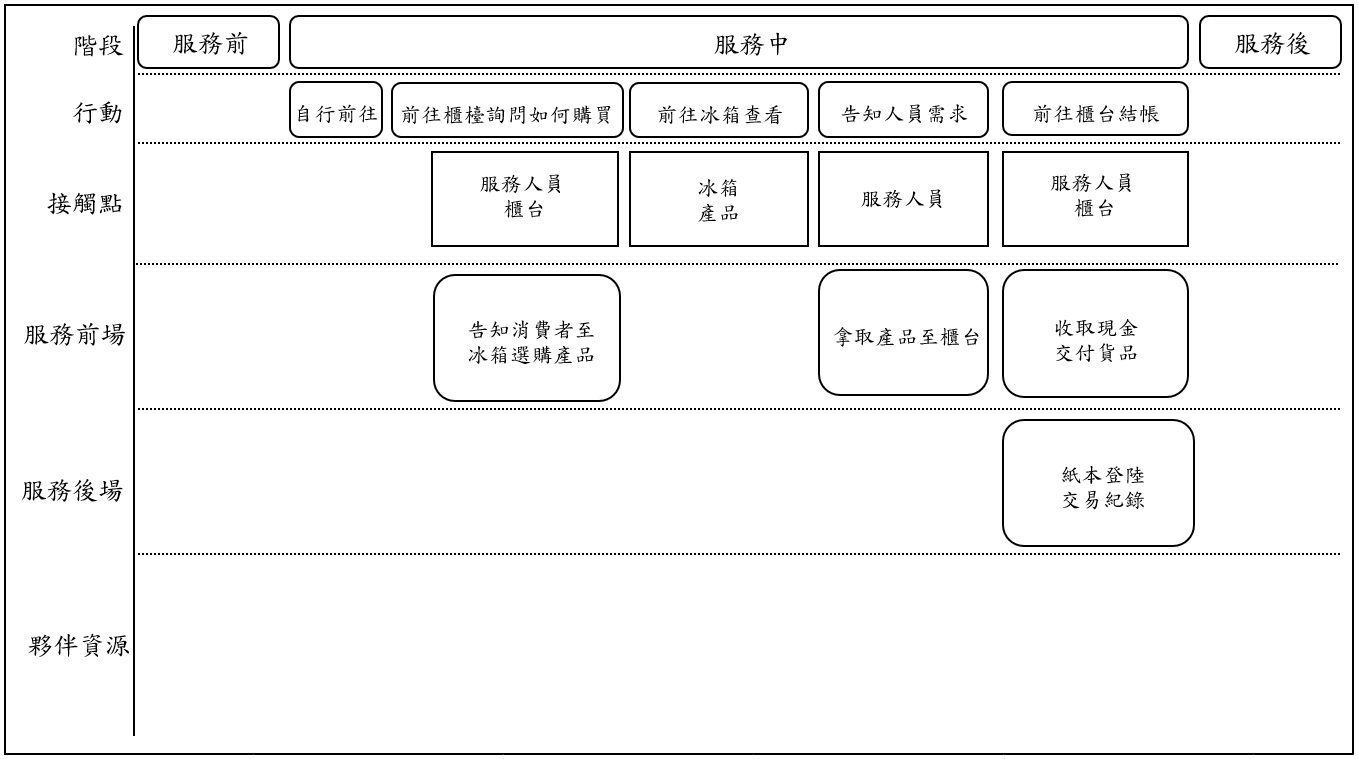 階段
服務前
服務中
服務後
行動
自行前往
前往櫃檯詢問如何購買
前往冰箱查看
告知人員需求
前往櫃台結帳
接觸點
服務人員
櫃台
冰箱
產品
服務人員
服務人員
櫃台
服務前場
告知消費者至
冰箱選購產品
拿取產品至櫃台
收取現金
交付貨品
服務後場
紙本登陸
交易紀錄
夥伴資源